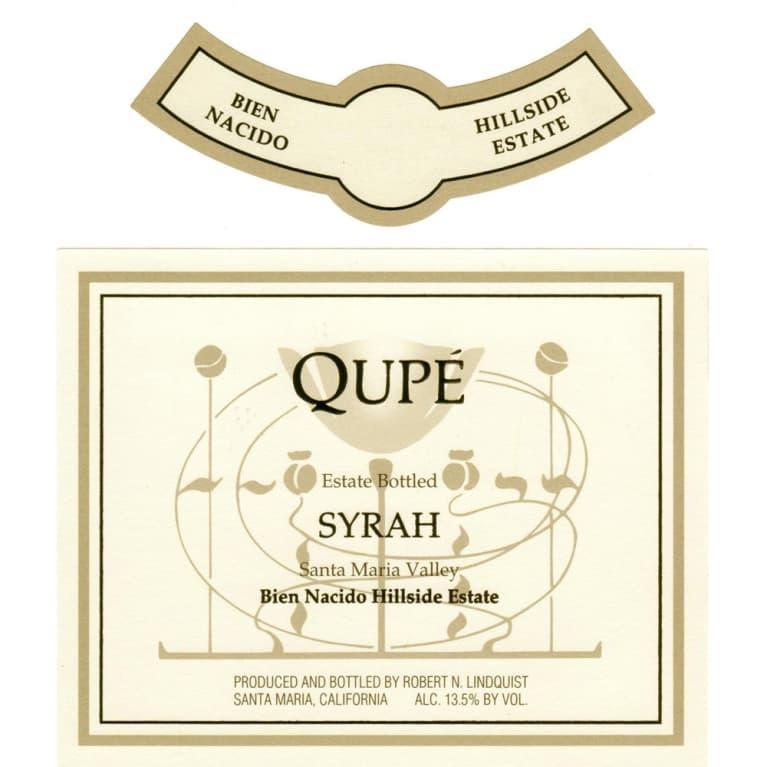 BIEN
NACIDO
HILLSIDE
ESTATE
QUPÉ
Estate Bottled
SYRAH
Santa Maria Valley
Bien Nacido Hillside Estate
PRODUCED AND BOTTLED BY ROBERT N. LINDQUIST
SANTA MARIA, CALIFORNIA ALC. 13.5% BY VOL.